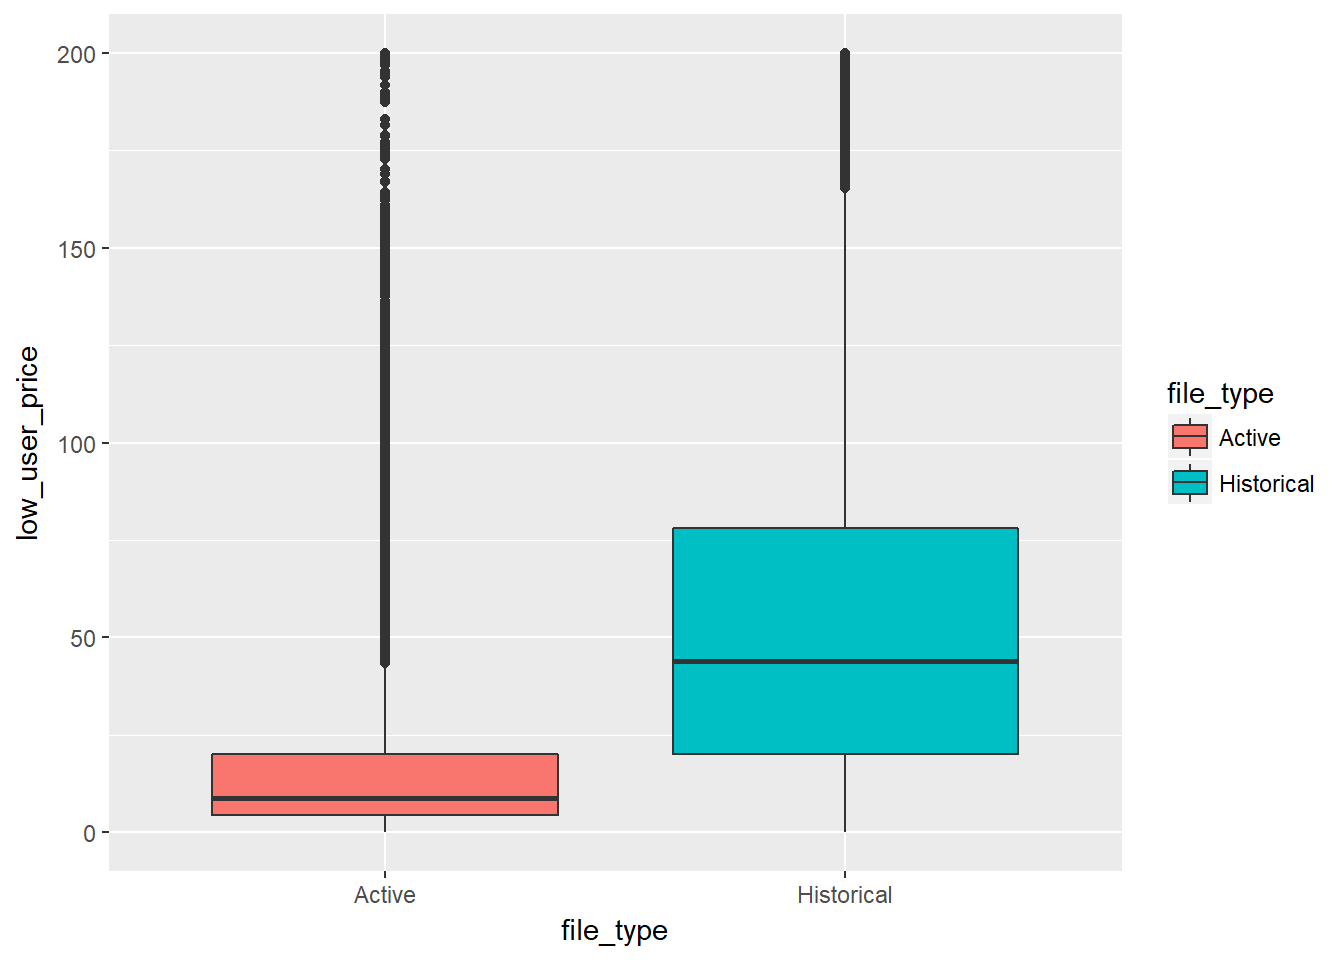 200
150
100
50
0
low_user_price
Active
Historical
file_type
file_type
Active
Historical